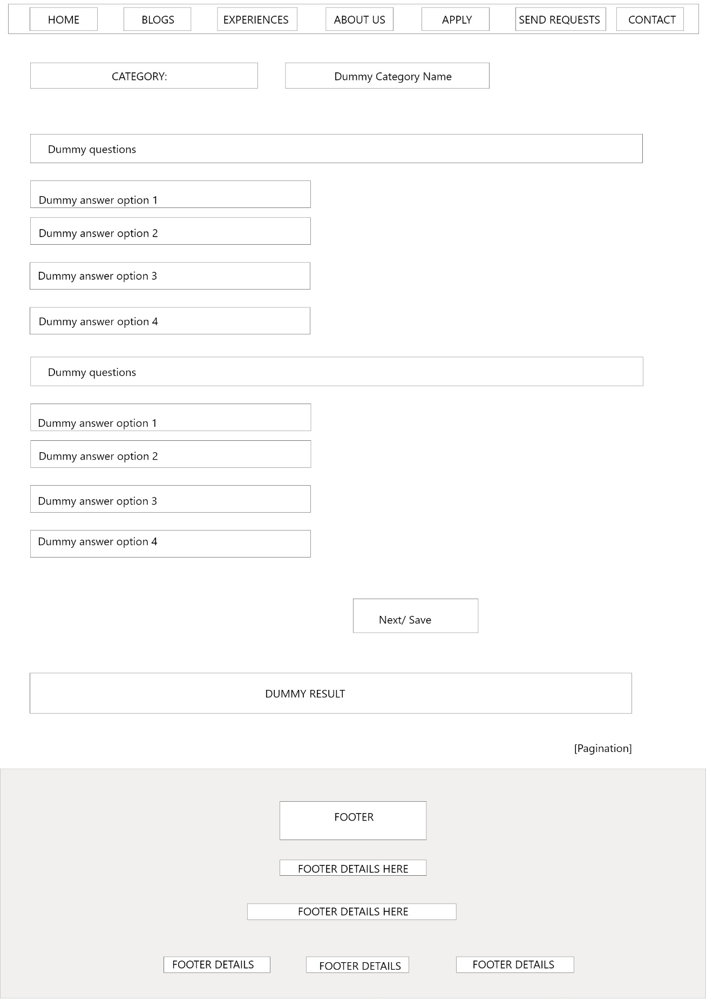 HOME
BLOGS
EXPERIENCES
ABOUT US
APPLY
SEND REQUESTS
CONTACT
CATEGORY:
Dummy Category Name
Dummy questions
Dummy answer option 1
Dummy answer option 2
Dummy answer option 3
Dummy answer option 4
Dummy questions
Dummy answer option 1
Dummy answer option 2
Dummy answer option 3
Dummy answer option 4
Next/ Save
DUMMY RESULT
[Pagination]
FOOTER
FOOTER DETAILS HERE
FOOTER DETAILS HERE
FOOTER DETAILS
FOOTER DETAILS
FOOTER DETAILS